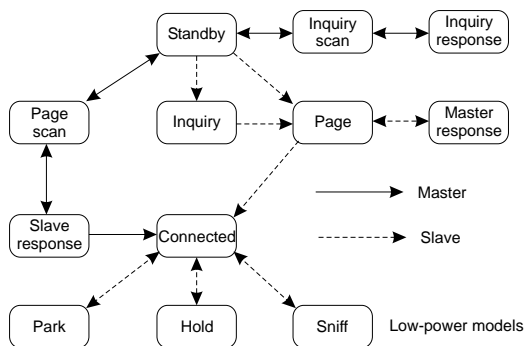 Standby
Inquiry
scan
Inquiry
response
Page
scan
Inquiry
Page
Master
response
Master
Slave
response
Connected
Slave
Park
Hold
Sniff
Low-power models